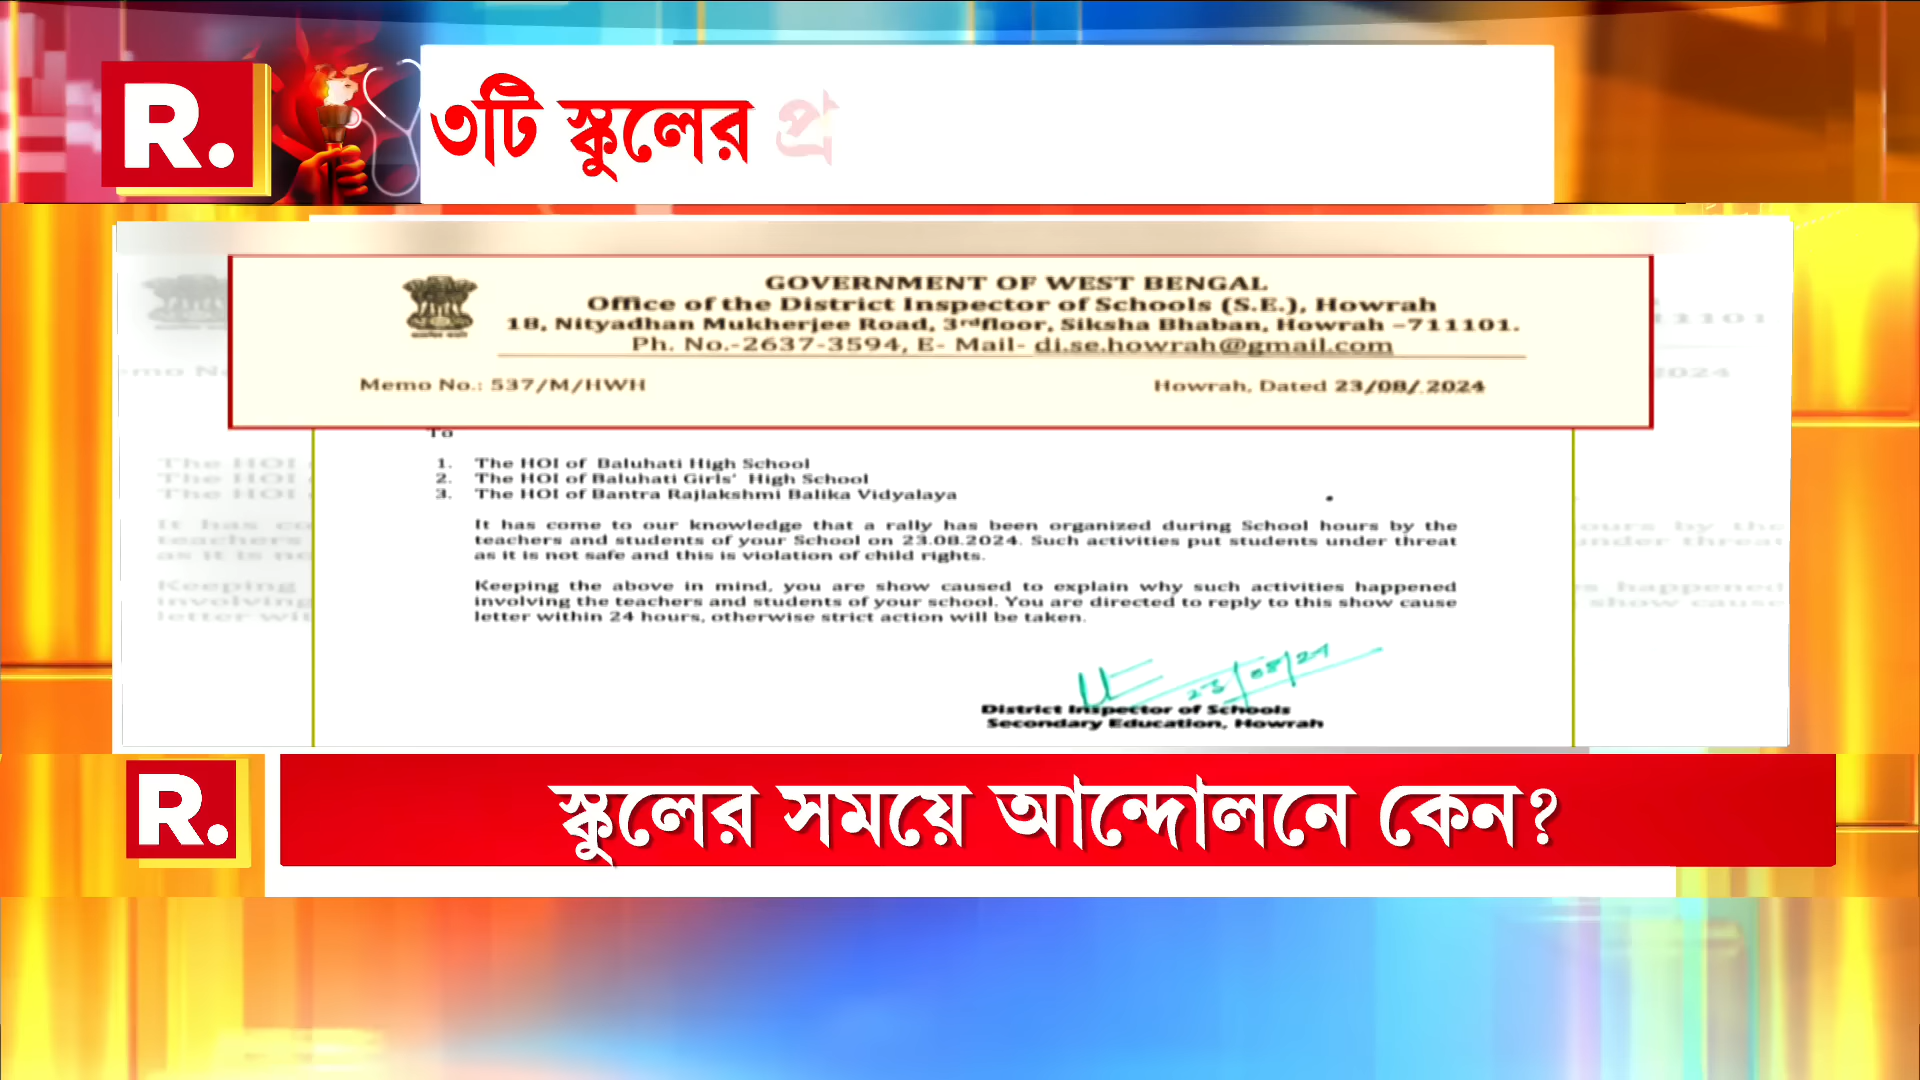 R.
৩টি স্কুলের প্র
GOVERNMENT OF WEST BENGAL
Office of the District Inspector of Schools (S.E.), Howrah
18, Nityadhan Mukherjee Road, 3rdfloor, Siksha Bhaban, Howrah –711101.
Ph. No.-2637-3594, E- Mail- di.se.howrah@gmail.com
Memo No.: 537/M/HWH Howrah, Dated 23/08/.2024
To
1. The HOI of Baluhati High School
2. The HOI of Baluhati Girls' High School
3. The HOI of Bantra Rajlakshmi Balika Vidyalaya
It has come to our knowledge that a rally has been organized during School hours by the
teachers and students of your School on 23.08.2024. Such activities put students under threat
as it is not safe and this is violation of child rights.
Keeping the above in mind, you are show caused to explain why such activities happened
involving the teachers and students of your school. You are directed to reply to this show cause
letter within 24 hours, otherwise strict action will be taken.
23/08/24
District Inspector of Schools
Secondary Education, Howrah
R.
স্কুলের সময়ে আন্দোলনে কেন?